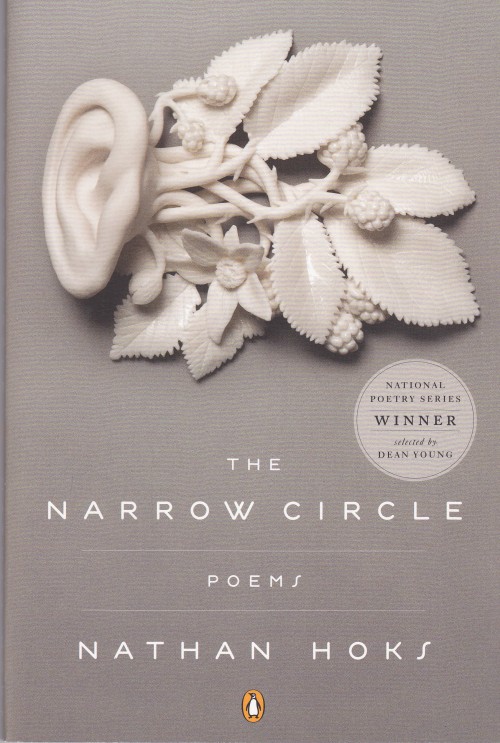 NATIONAL
POETRY SERIES
WINNER
selected by
DEAN YOUNG
THE
NARROW CIRCLE
POEMS
NATHAN HOKS